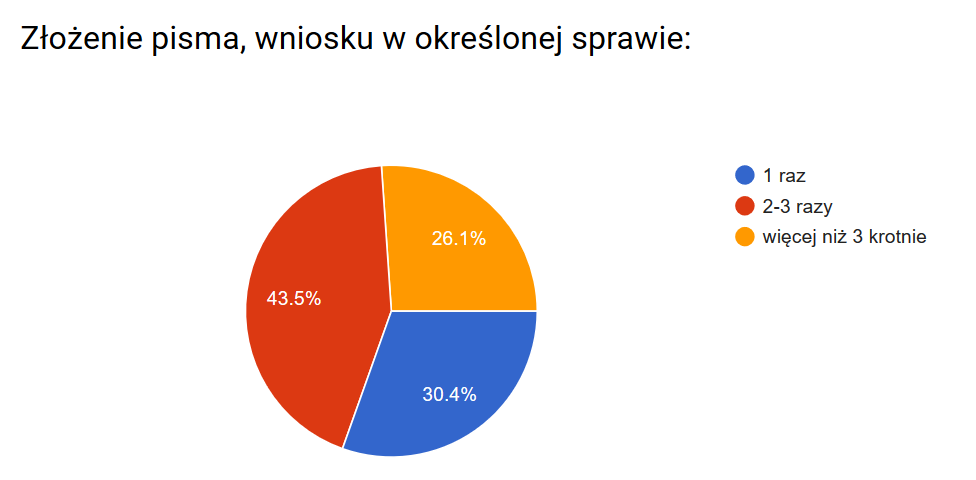 Złożenie pisma, wniosku w określonej sprawie:
1 raz
2-3 razy
więcej niż 3 krotnie
26.1%
43.5%
30.4%